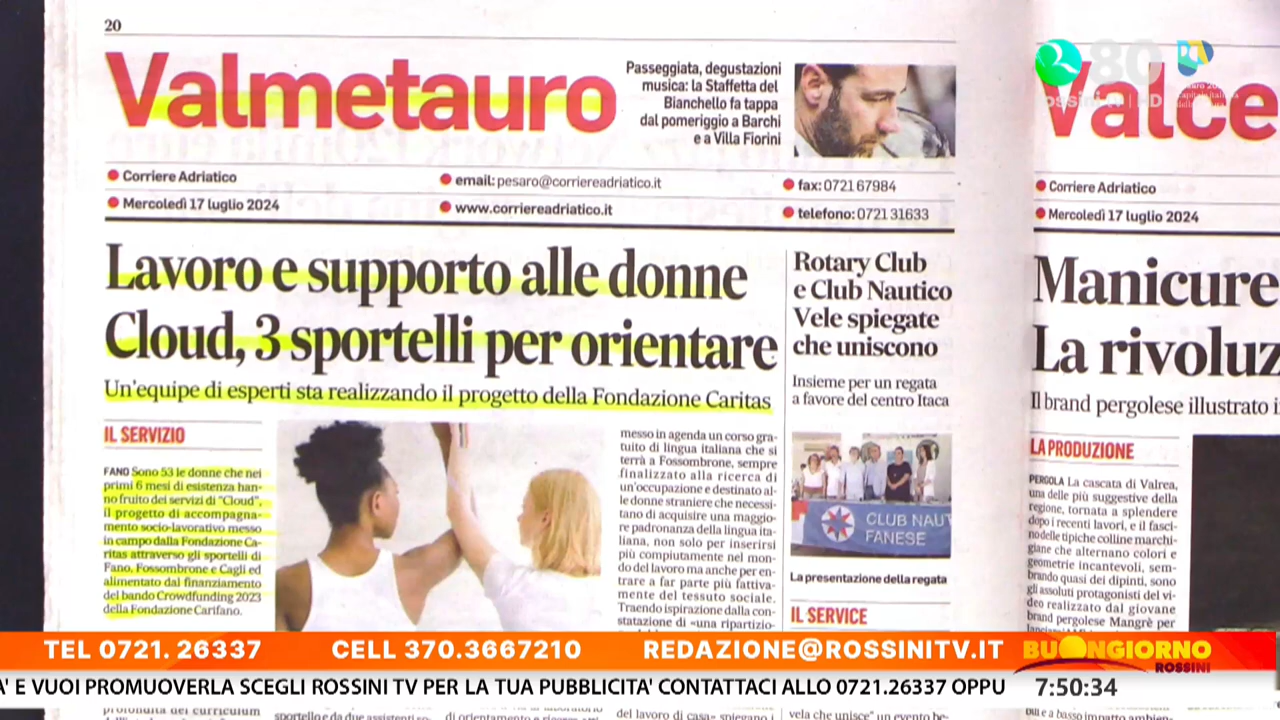 20
Valmetauro
Passeggiata, degustazioni
musica: la Staffetta del
Bianchello fa tappa
dal pomeriggio a Barchi
e a Villa Fiorini
Corriere Adriatico
Mercoledì 17 luglio 2024
email: pesaro@corriereadriatico.it
www.corriereadriatico.it
fax: 0721 67984
telefono: 0721 31633
Lavoro e supporto alle donne
Cloud, 3 sportelli per orientare
Un'equipe di esperti sta realizzando il progetto della Fondazione Caritas
IL SERVIZIO
FANO Sono 53 le donne che nei
primi 6 mesi di esistenza han-
no fruito dei servizi di "Cloud",
il progetto di accompagna-
mento socio-lavorativo messo
in campo dalla Fondazione Ca-
ritas attraverso gli sportelli di
Fano, Fossombrone e Cagli ed
alimentato dal finanziamento
del bando Crowdfunding 2023
della Fondazione Carifano.
messo in agenda un corso gra-
tuito di lingua italiana che si
terrà a Fossombrone, sempre
finalizzato alla ricerca di
un'occupazione e destinato al-
le donne straniere che necessi-
tano di acquisire una maggio-
re padronanza della lingua ita-
liana, non solo per inserirsi
più compiutamente nel mon-
do del lavoro ma anche per en-
trare a far parte più fattiva-
mente del tessuto sociale.
Traendo ispirazione dalla con-
statazione di «una ripartizio-
Rotary Club
e Club Nautico
Vele spiegate
che uniscono
Insieme per un regata
a favore del centro Itaca
CLUB NAUT
FANESE
La presentazione della regata
IL SERVICE
80
Rossini TV | HD
Valce
Corriere Adriatico
Mercoledì 17 luglio 2024
Manicure
La rivoluz
Il brand pergolese illustrato i
LA PRODUZIONE
PERGOLA La cascata di Valrea,
una delle più suggestive della
regione, tornata a splendere
dopo i recenti lavori, e il fasci-
no delle tipiche colline marchi-
giane che alternano colori e
geometrie incantevoli, sem-
brando quasi dei dipinti, sono
gli assoluti protagonisti del vi-
deo realizzato dal giovane
brand pergolese Mangrè per
TEL 0721. 26337
CELL 370.3667210
REDAZIONE@ROSSINITV.IT
BUONGIORNO
ROSSINI
A' E VUOI PROMUOVERLA SCEGLI ROSSINI TV PER LA TUA PUBBLICITA' CONTATTACI ALLO 0721.26337 OPPU
7:50:34